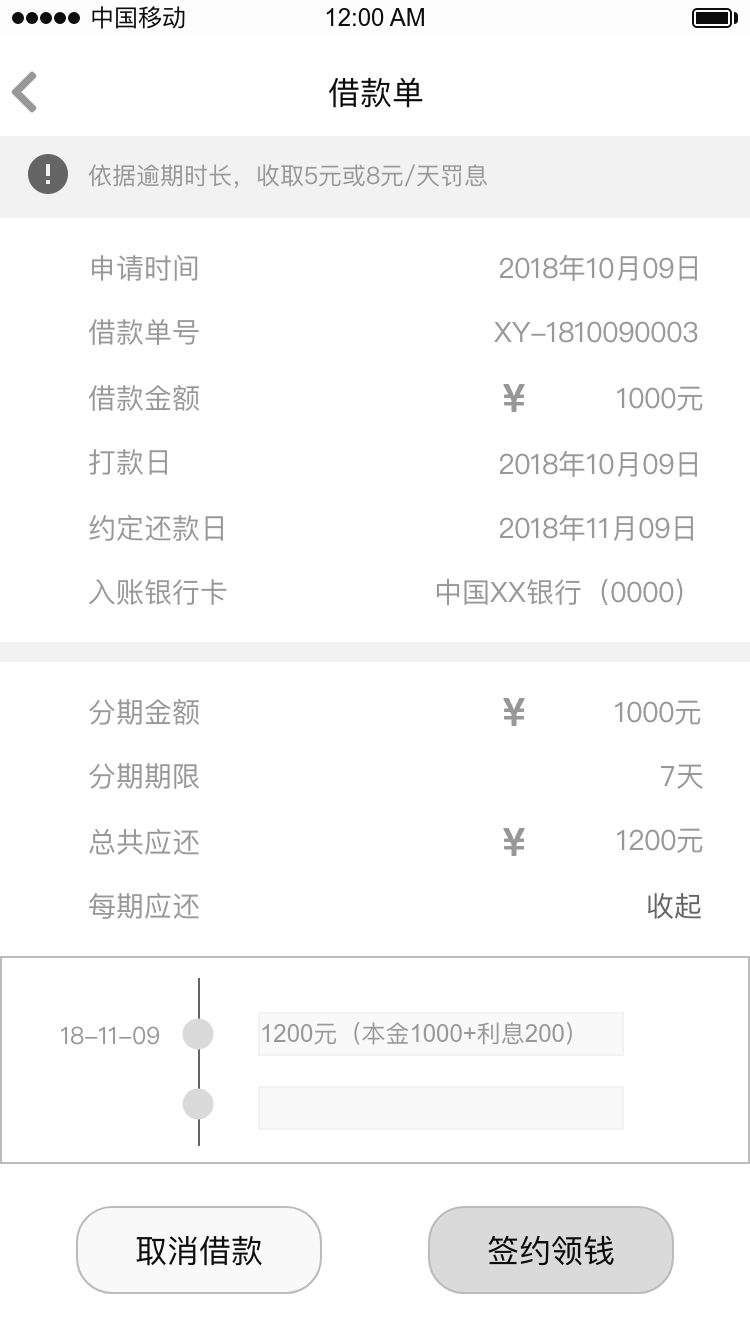 中国移动 12:00 AM
借款单
依据逾期时长，收取5元或8元/天罚息
申请时间 2018年10月09日
借款单号 XY-1810090003
借款金额 ¥ 1000元
打款日 2018年10月09日
约定还款日 2018年11月09日
入账银行卡 中国XX银行（0000）
分期金额 ¥ 1000元
分期期限 7天
总共应还 ¥ 1200元
每期应还 收起
18-11-09 1200元（本金1000+利息200）
取消借款 签约领钱